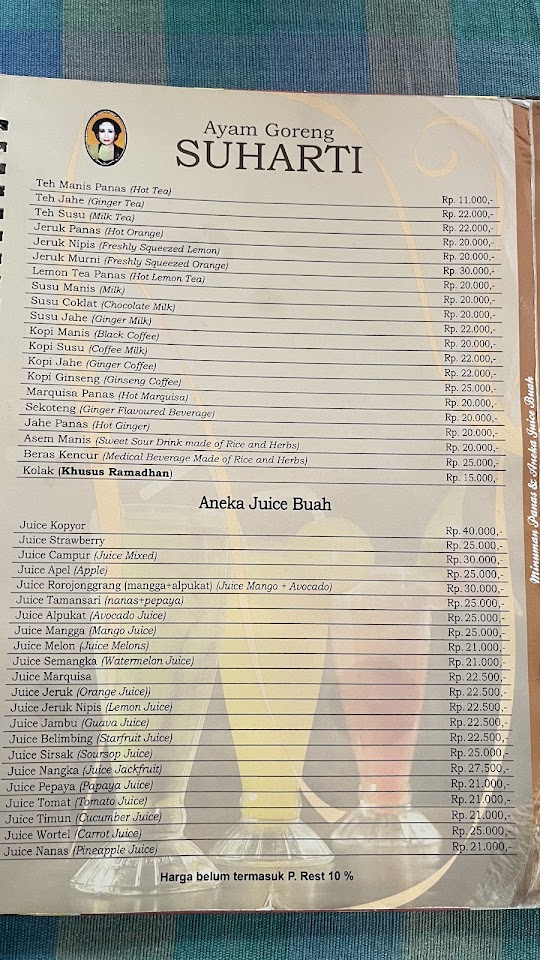 Ayam Goreng
SUHARTI
Teh Manis Panas (Hot Tea) Rp. 11.000,-
Teh Jahe (Ginger Tea) Rp. 22.000,-
Teh Susu (Milk Tea) Rp. 22.000,-
Jeruk Panas (Hot Orange) Rp. 20.000,-
Jeruk Nipis (Freshly Squeezed Lemon) Rp. 20.000,-
Jeruk Murni (Freshly Squeezed Orange) Rp. 30.000,-
Lemon Tea Panas (Hot Lemon Tea) Rp. 20.000,-
Susu Manis (Milk) Rp. 20.000,-
Susu Coklat (Chocolate Milk) Rp. 20.000,-
Susu Jahe (Ginger Milk) Rp. 22.000,-
Kopi Manis (Black Coffee) Rp. 20.000,-
Kopi Susu (Coffee Milk) Rp. 22.000,-
Kopi Jahe (Ginger Coffee) Rp. 22.000,-
Kopi Ginseng (Ginseng Coffee) Rp. 25.000,-
Marquisa Panas (Hot Marquisa) Rp. 20.000,-
Sekoteng (Ginger Flavoured Beverage) Rp. 20.000,-
Jahe Panas (Hot Ginger) Rp. 20.000,-
Asem Manis (Sweet Sour Drink made of Rice and Herbs) Rp. 20.000,-
Beras Kencur (Medical Beverage Made of Rice and Herbs) Rp. 25.000,-
Kolak (Khusus Ramadhan) Rp. 15.000,-
Aneka Juice Buah
Juice Kopyor Rp. 40.000,-
Juice Strawberry Rp. 25.000,-
Juice Campur (Juice Mixed) Rp. 30.000,-
Juice Apel (Apple) Rp. 25.000,-
Juice Rorojonggrang (mangga+alpukat) (Juice Mango + Avocado) Rp. 30.000,-
Juice Tamansari (nanas+pepaya) Rp. 25.000,-
Juice Alpukat (Avocado Juice) Rp. 25.000,-
Juice Mangga (Mango Juice) Rp. 25.000,-
Juice Melon (Juice Melons) Rp. 21.000,-
Juice Semangka (Watermelon Juice) Rp. 21.000,-
Juice Marquisa Rp. 22.500,-
Juice Jeruk (Orange Juice)) Rp. 22.500,-
Juice Jeruk Nipis (Lemon Juice) Rp. 22.500,-
Juice Jambu (Guava Juice) Rp. 22.500,-
Juice Belimbing (Starfruit Juice) Rp. 22.500,-
Juice Sirsak (Soursop Juice) Rp. 25.000,-
Juice Nangka (Juice Jackfruit) Rp. 27.500,-
Juice Pepaya (Papaya Juice) Rp. 21.000,-
Juice Tomat (Tomato Juice) Rp. 21.000,-
Juice Timun (Cucumber Juice) Rp. 21.000,-
Juice Wortel (Carrot Juice) Rp. 25.000,-
Juice Nanas (Pineapple Juice) Rp. 21.000,-
Harga belum termasuk P. Rest 10 %
Minuman Panas & Aneka Juice Buah